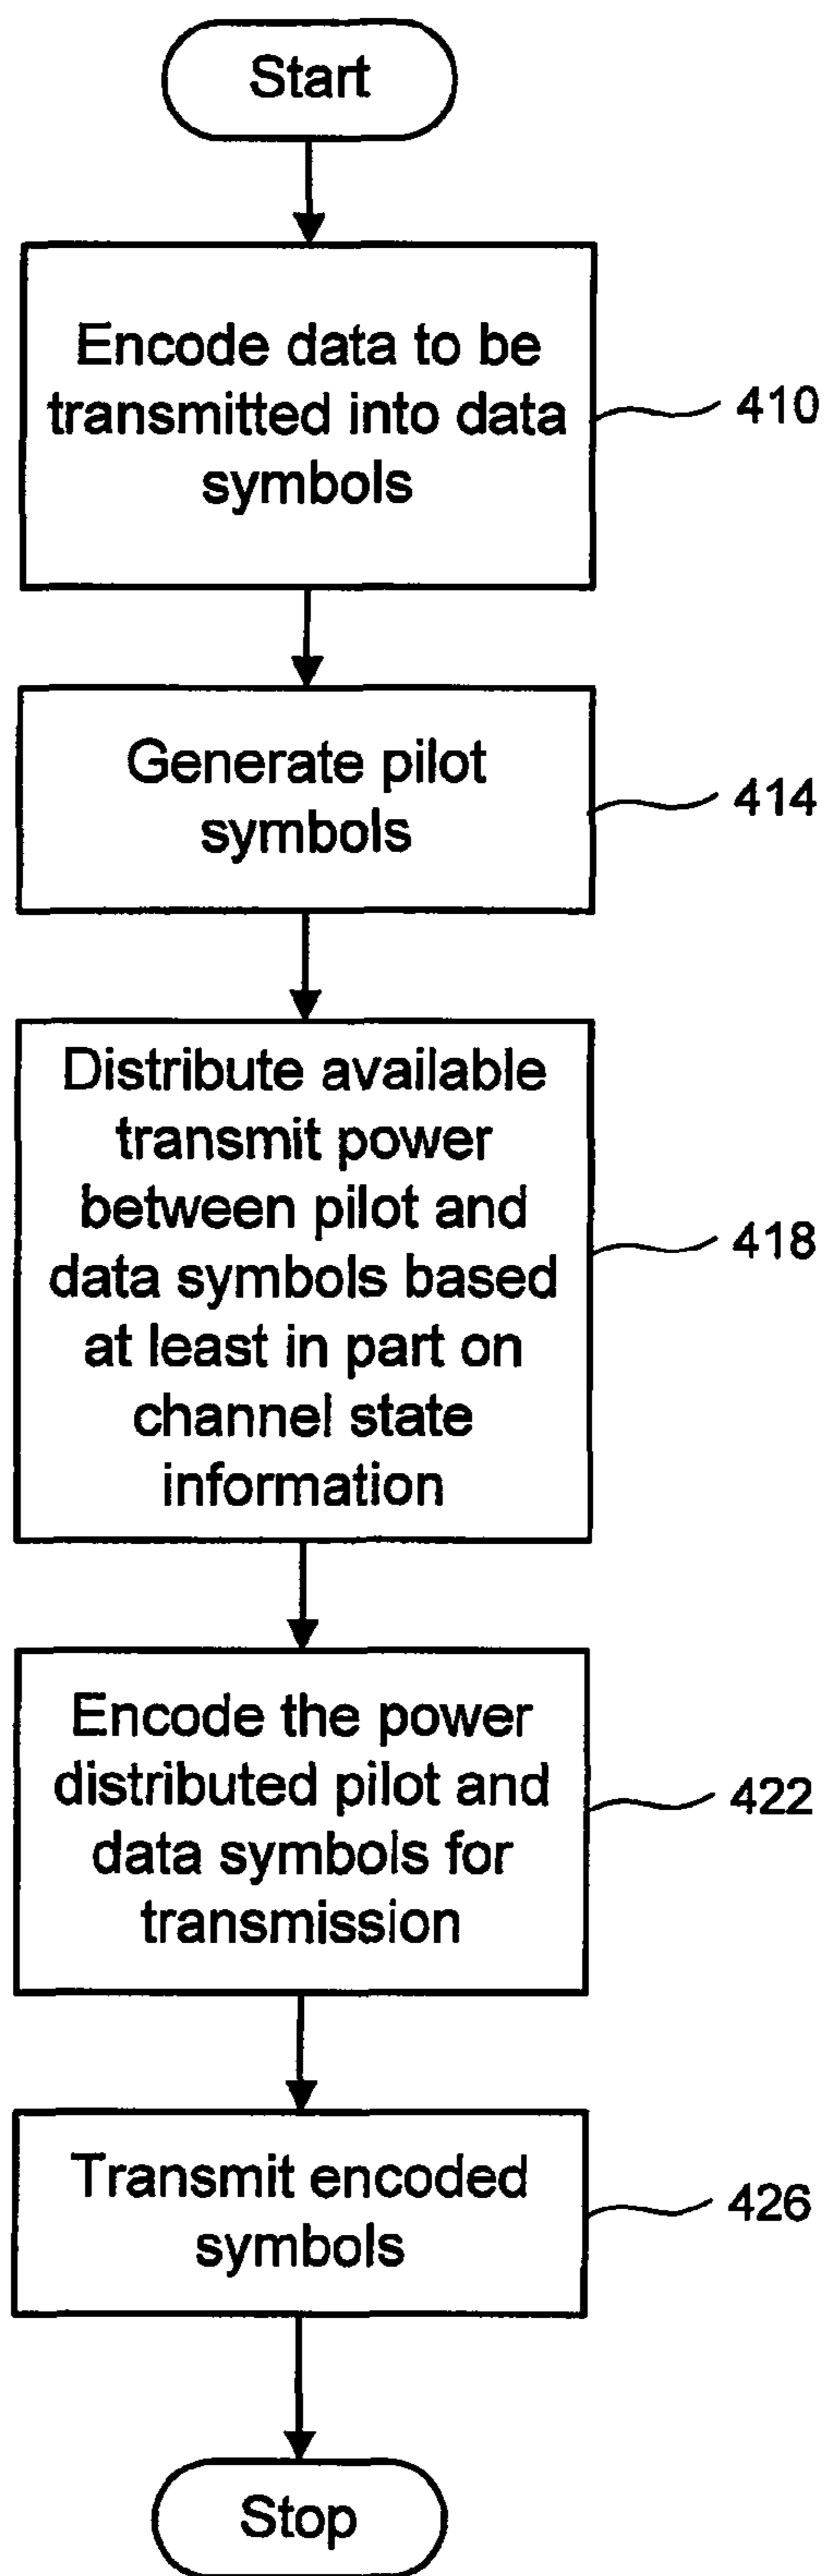 Start
Encode data to be
transmitted into data
symbols
410
Generate pilot
symbols
414
Distribute available
transmit power
between pilot and
data symbols based
at least in part on
channel state
information
418
Encode the power
distributed pilot and
data symbols for
transmission
422
Transmit encoded
symbols
426
Stop